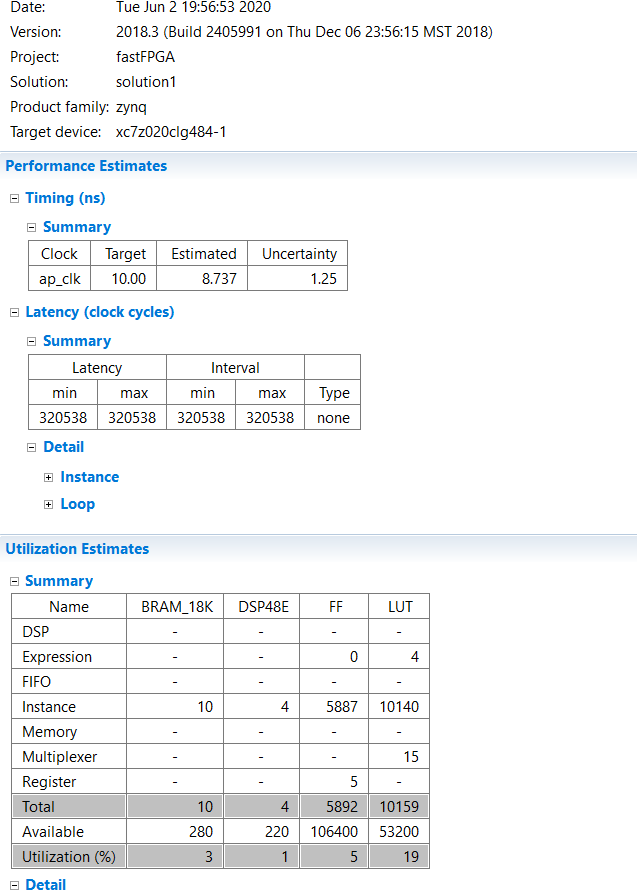 Date: Tue Jun 2 19:56:53 2020
Version: 2018.3 (Build 2405991 on Thu Dec 06 23:56:15 MST 2018)
Project: fastFPGA
Solution: solution1
Product family: zynq
Target device: xc7z020clg484-1
Performance Estimates
Timing (ns)
Summary
Clock Target Estimated Uncertainty
ap_clk 10.00 8.737 1.25
Latency (clock cycles)
Summary
Latency Interval
min max min max Type
320538 320538 320538 320538 none
Detail
Instance
Loop
Utilization Estimates
Summary
Name BRAM_18K DSP48E FF LUT
DSP - - - -
Expression - - 0 4
FIFO - - - -
Instance 10 4 5887 10140
Memory - - - -
Multiplexer - - - 15
Register - - 5 -
Total 10 4 5892 10159
Available 280 220 106400 53200
Utilization (%) 3 1 5 19
Detail